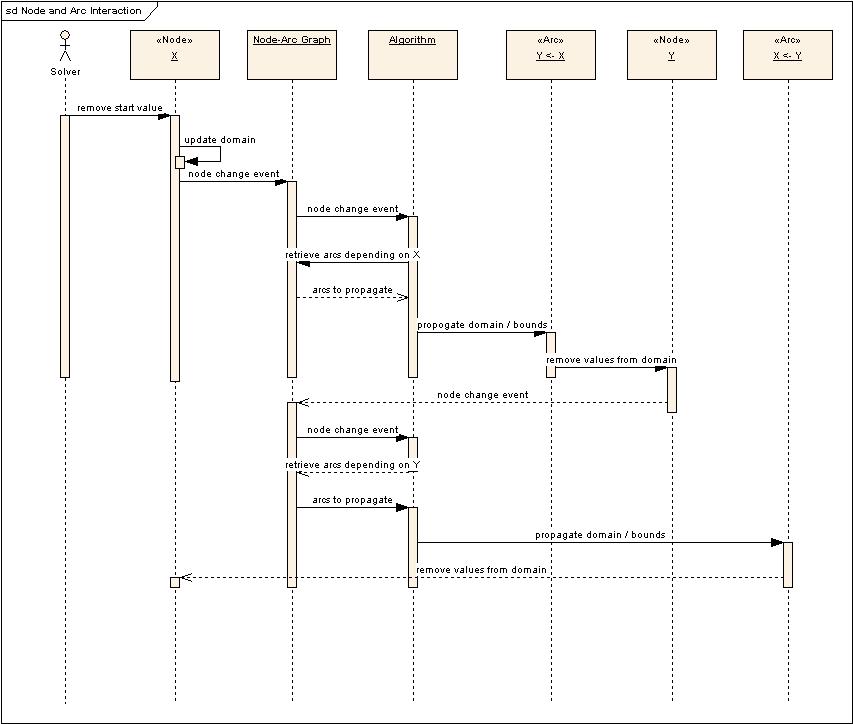 sd Node and Arc Interaction
Solver
«Node»
X
Node-Arc Graph
Algorithm
«Arc»
Y <- X
«Node»
Y
«Arc»
X <- Y
remove start value
update domain
node change event
node change event
retrieve arcs depending on X
arcs to propagate
propogate domain / bounds
remove values from domain
node change event
node change event
retrieve arcs depending on Y
arcs to propagate
propagate domain / bounds
remove values from domain